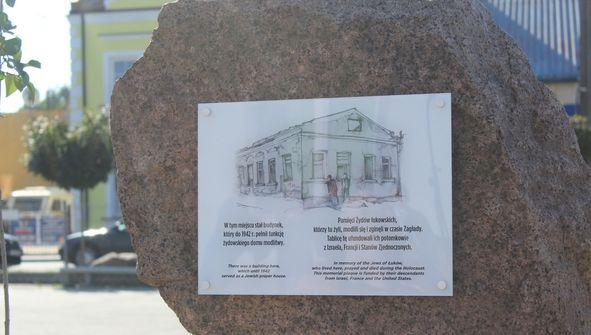 W tym miejscu stał budynek,
który do 1942 r. pełnił funkcję
żydowskiego domu modlitwy.
Pamięci Żydów łukowskich,
którzy tu żyli, modlili się i zginęli w czasie Zagłady.
Tablicę tę ufundowali ich potomkowie
z Izraela, Francji i Stanów Zjednoczonych.
There was a building here,
which until 1942
served as a Jewish prayer house.
In memory of the Jews of Łuków,
who lived here, prayed and died during the Holocaust.
This memorial plaque is funded by their descendants
from Israel, France and the United States.